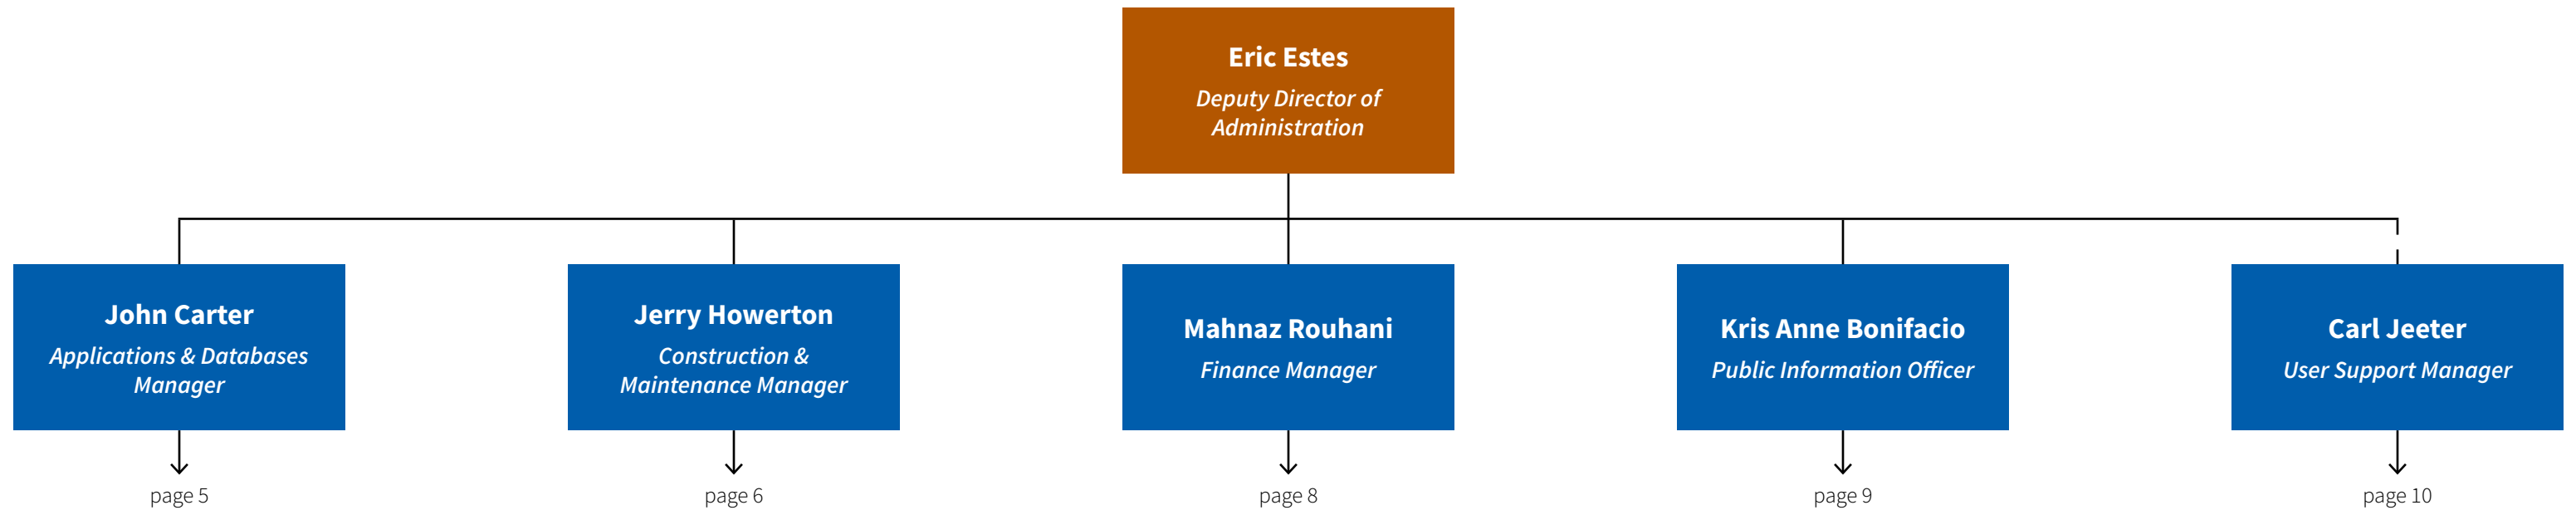 Eric Estes
Deputy Director of
Administration
John Carter
Applications & Databases
Manager
Jerry Howerton
Construction &
Maintenance Manager
Mahnaz Rouhani
Finance Manager
Kris Anne Bonifacio
Public Information Officer
Carl Jeeter
User Support Manager
page 5
page 6
page 8
page 9
page 10